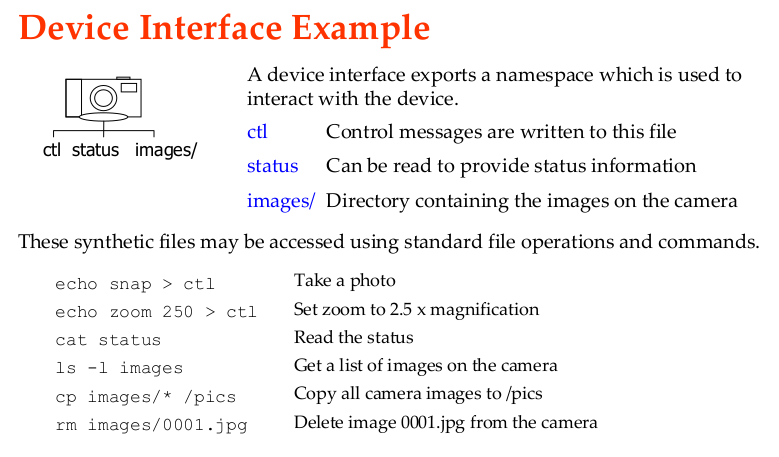 Device Interface Example
A device interface exports a namespace which is used to
interact with the device.
ctl status images/
ctl Control messages are written to this file
status Can be read to provide status information
images/ Directory containing the images on the camera
These synthetic files may be accessed using standard file operations and commands.
echo snap > ctl Take a photo
echo zoom 250 > ctl Set zoom to 2.5 x magnification
cat status Read the status
ls -l images Get a list of images on the camera
cp images/* /pics Copy all camera images to /pics
rm images/0001.jpg Delete image 0001.jpg from the camera